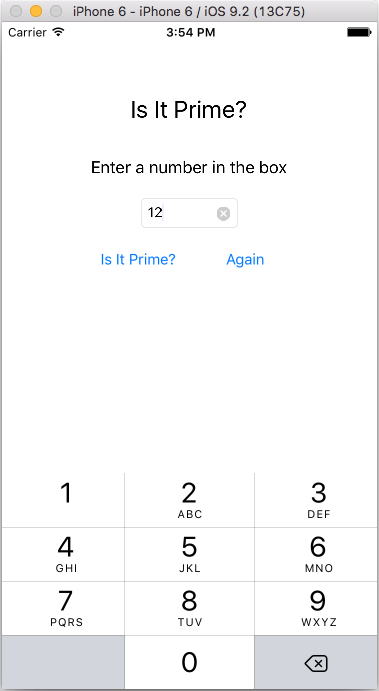 iPhone 6 - iPhone 6 / iOS 9.2 (13C75)
Carrier 3:54 PM
Is It Prime?
Enter a number in the box
12
Is It Prime? Again
1 2 3
ABC DEF
4 5 6
GHI JKL MNO
7 8 9
PQRS TUV WXYZ
0